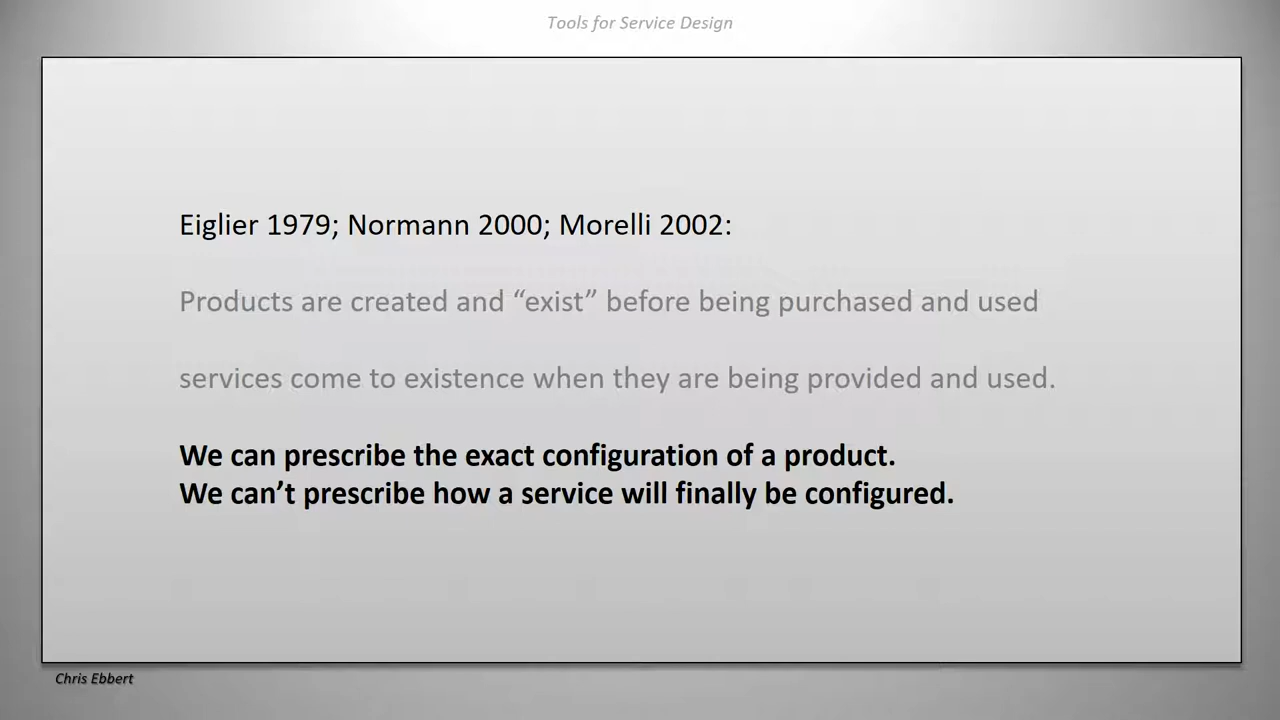 Tools for Service Design
Eiglier 1979; Normann 2000; Morelli 2002:
Products are created and “exist” before being purchased and used
services come to existence when they are being provided and used.
We can prescribe the exact configuration of a product.
We can’t prescribe how a service will finally be configured.
Chris Ebbert